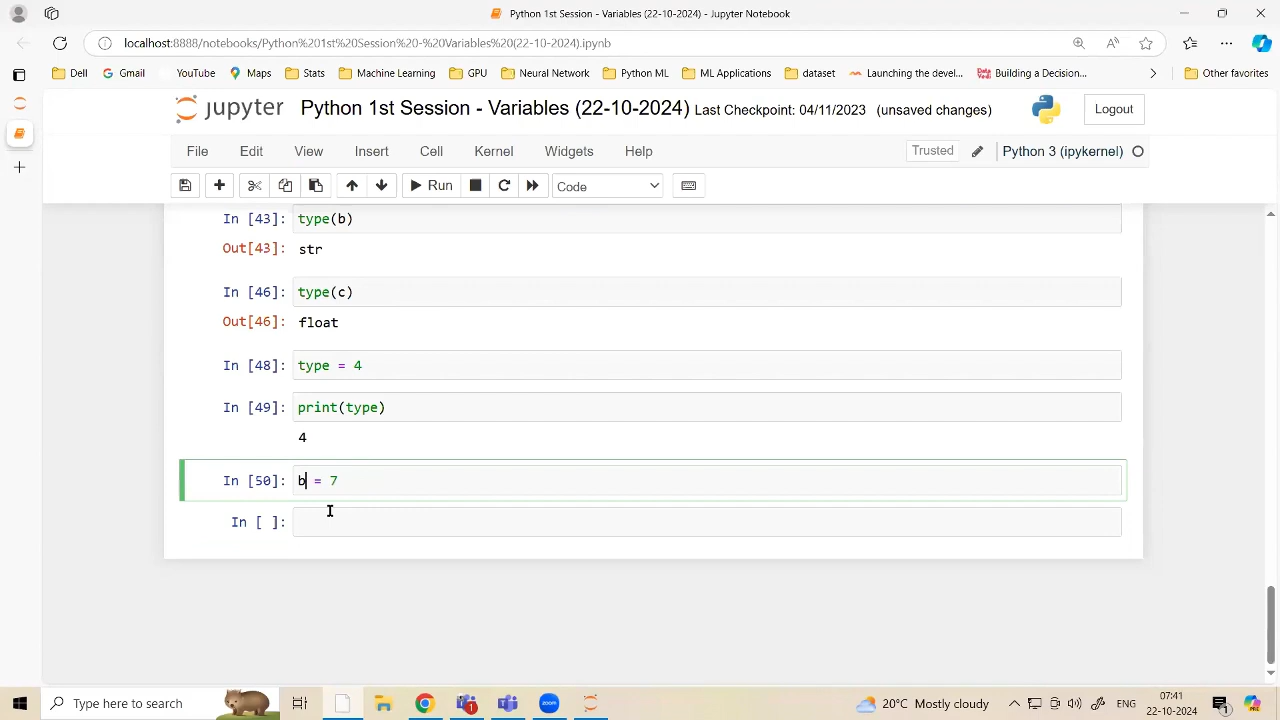 Python 1st Session - Variables (22-10-2024) - Jupyter Notebook
localhost:8888/notebooks/Python%201st%20Session%20-%20Variables%20(22-10-2024).ipynb
Dell Gmail YouTube Maps Stats Machine Learning GPU Neural Network Python ML ML Applications dataset Launching the devel... Building a Decision... Other favorites
jupyter Python 1st Session - Variables (22-10-2024) Last Checkpoint: 04/11/2023 (unsaved changes) Logout
File Edit View Insert Cell Kernel Widgets Help Trusted Python 3 (ipykernel)
Run Code
In [43]: type(b)
Out[43]: str
In [46]: type(c)
Out[46]: float
In [48]: type = 4
In [49]: print(type)
4
In [50]: b = 7
In [ ]:
Type here to search 1 zoom 20°C Mostly cloudy ENG 07:41 22-10-2024 1